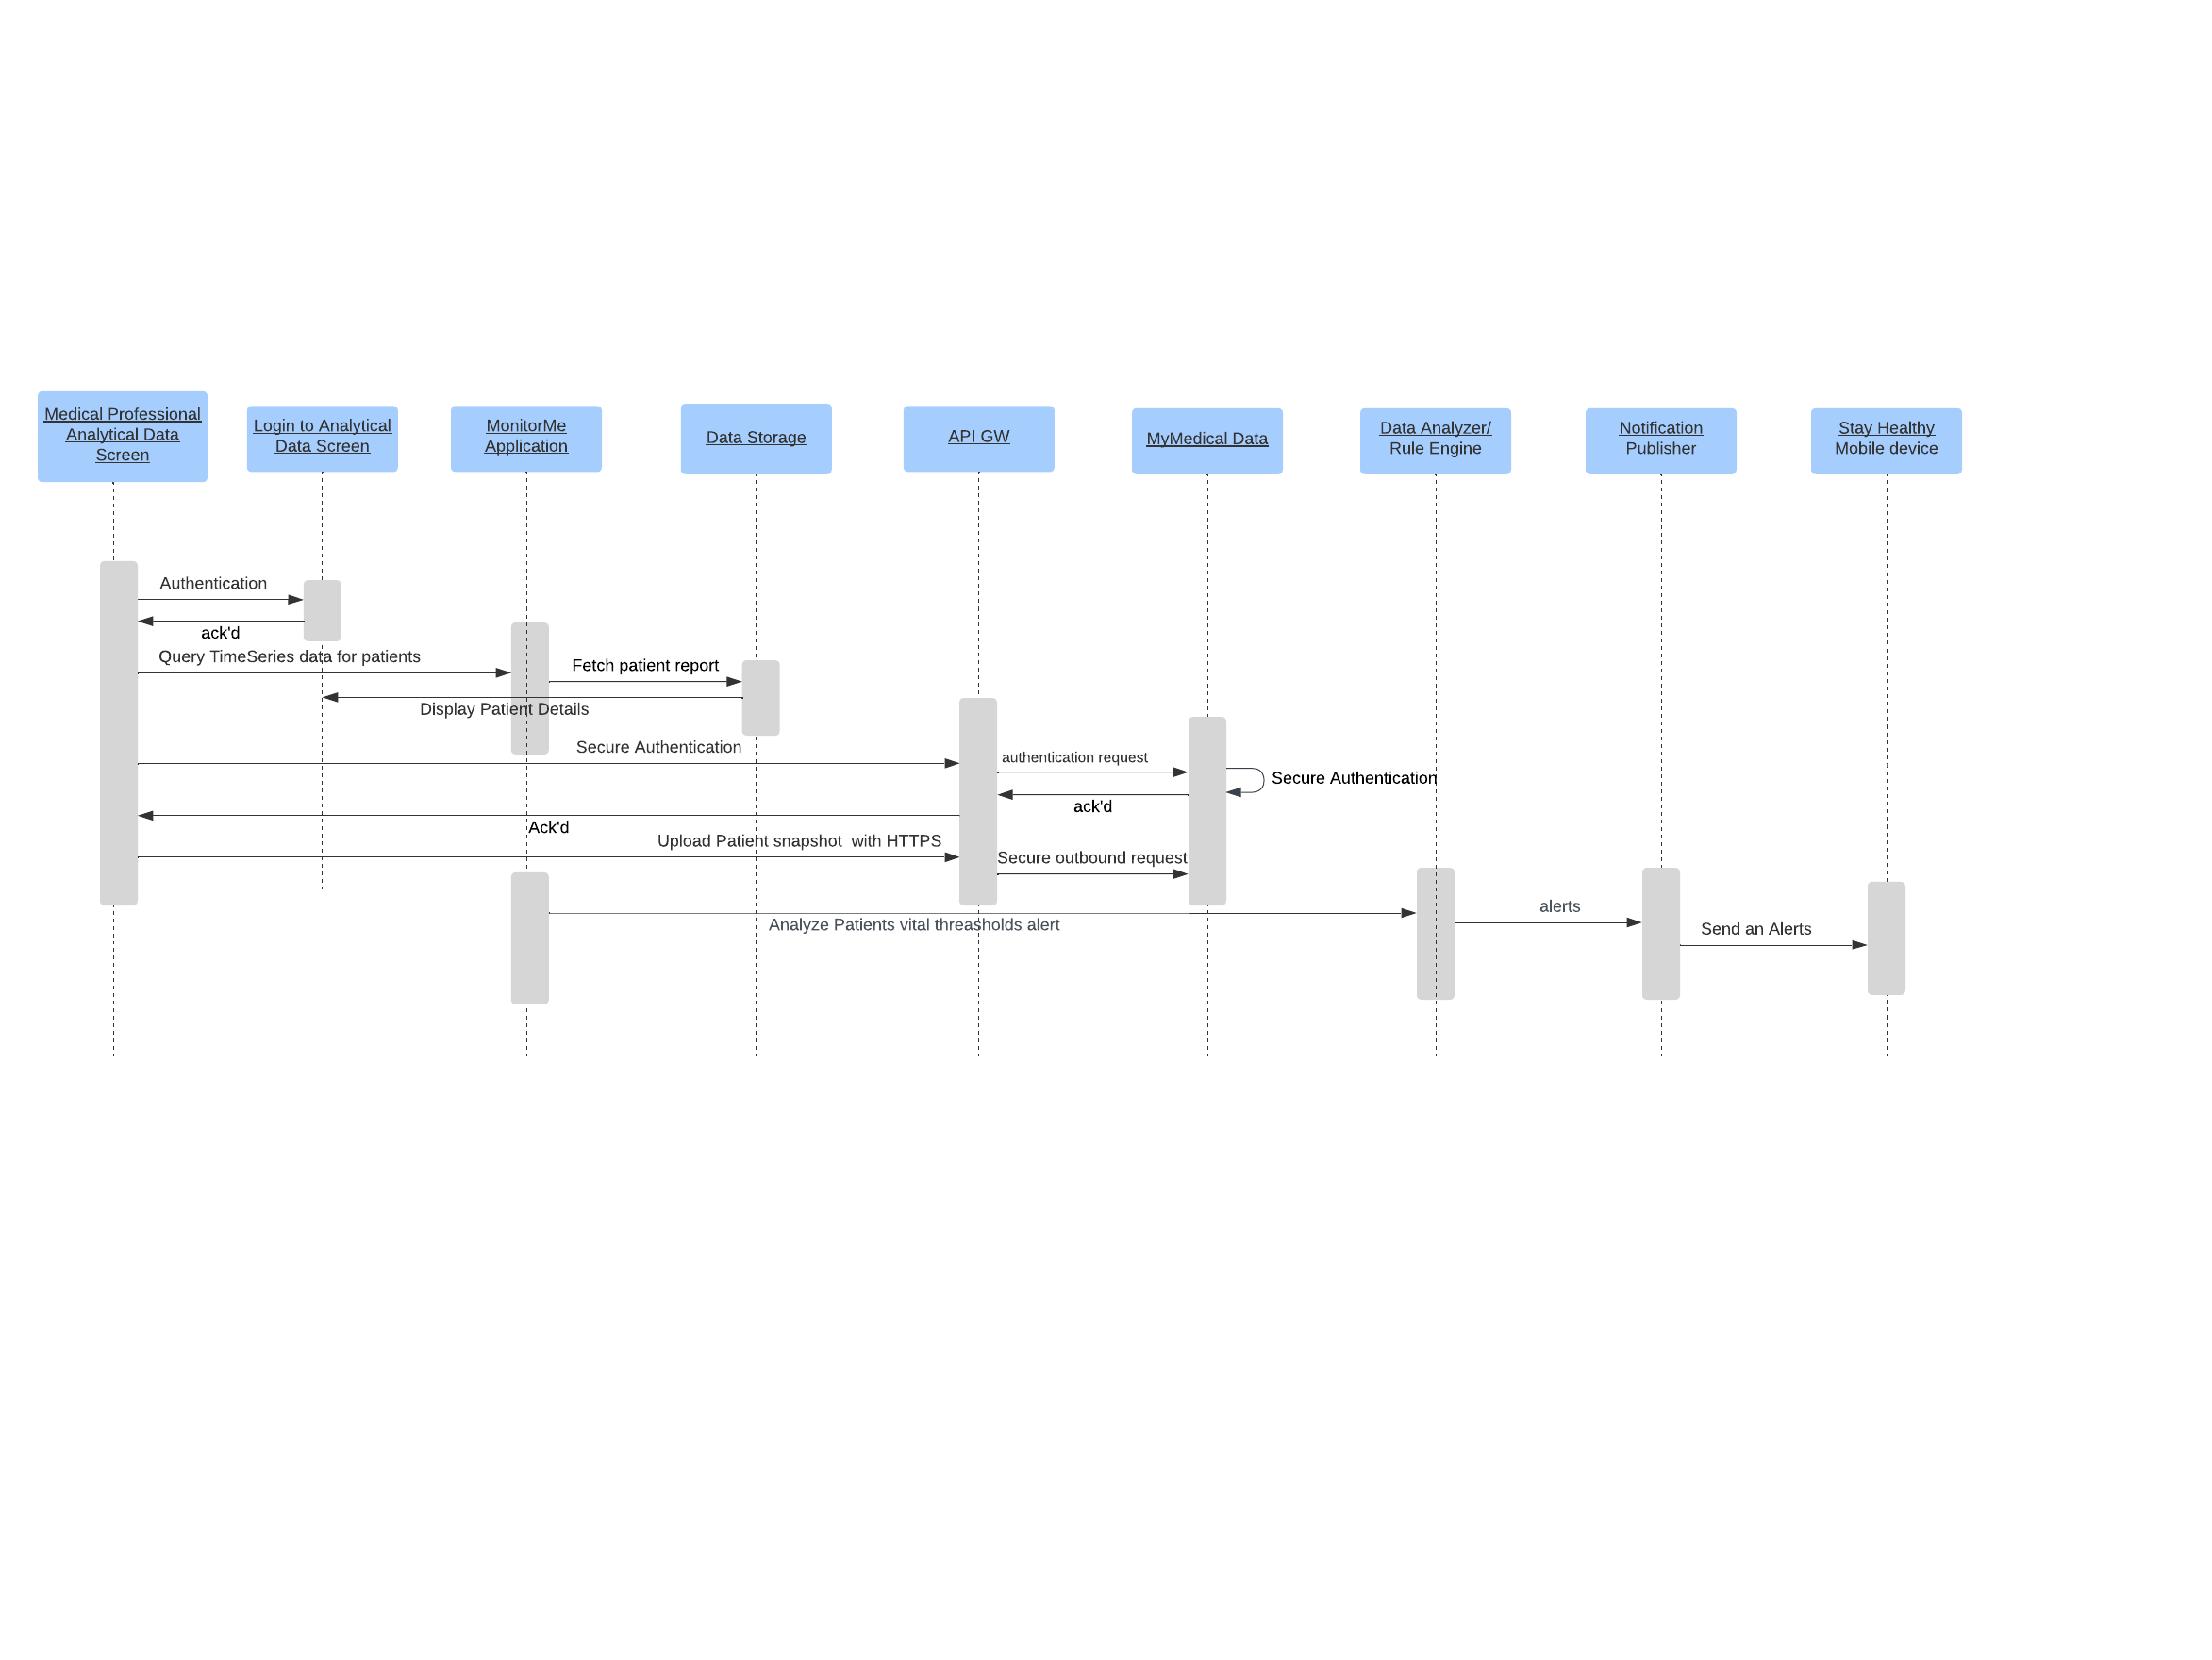 Medical Professional
Analytical Data
Screen
Login to Analytical
Data Screen
MonitorMe
Application
Data Storage
API GW
MyMedical Data
Data Analyzer/
Rule Engine
Notification
Publisher
Stay Healthy
Mobile device
Authentication
ack'd
Query TimeSeries data for patients
Fetch patient report
Display Patient Details
Secure Authentication
authentication request
Secure Authentication
ack'd
Ack'd
Upload Patient snapshot  with HTTPS
Secure outbound request
Analyze Patients vital threasholds alert
alerts
Send an Alerts